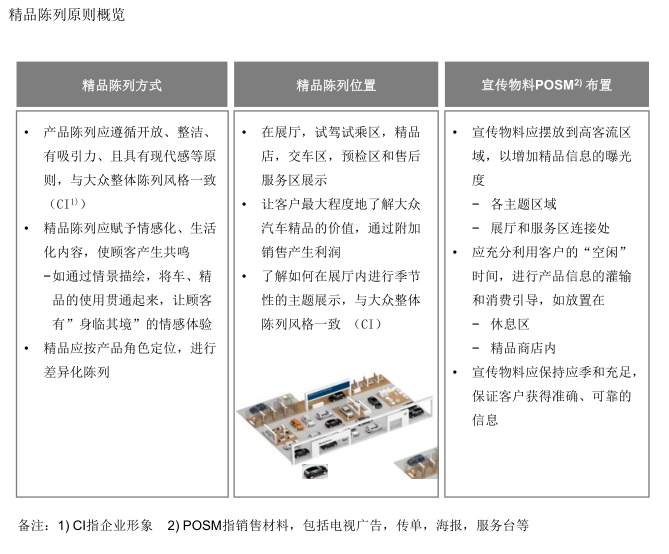 精品陈列原则概览
精品陈列方式
• 产品陈列应遵循开放、整洁、
有吸引力、且具有现代感等原
则，与大众整体陈列风格一致
（CI1)）
• 精品陈列应赋予情感化、生活
化内容，使顾客产生共鸣
–如通过情景描绘，将车、精
品的使用贯通起来，让顾客
有”身临其境”的情感体验
• 精品应按产品角色定位，进行
差异化陈列
精品陈列位置
• 在展厅，试驾试乘区，精品
店，交车区，预检区和售后
服务区展示
• 让客户最大程度地了解大众
汽车精品的价值，通过附加
销售产生利润
• 了解如何在展厅内进行季节
性的主题展示，与大众整体
陈列风格一致 （CI）
宣传物料POSM2) 布置
• 宣传物料应摆放到高客流区
域，以增加精品信息的曝光
度
– 各主题区域
– 展厅和服务区连接处
• 应充分利用客户的“空闲”
时间，进行产品信息的灌输
和消费引导，如放置在
– 休息区
– 精品商店内
• 宣传物料应保持应季和充足，
保证客户获得准确、可靠的
信息
备注：1) CI指企业形象 2) POSM指销售材料，包括电视广告，传单，海报，服务台等